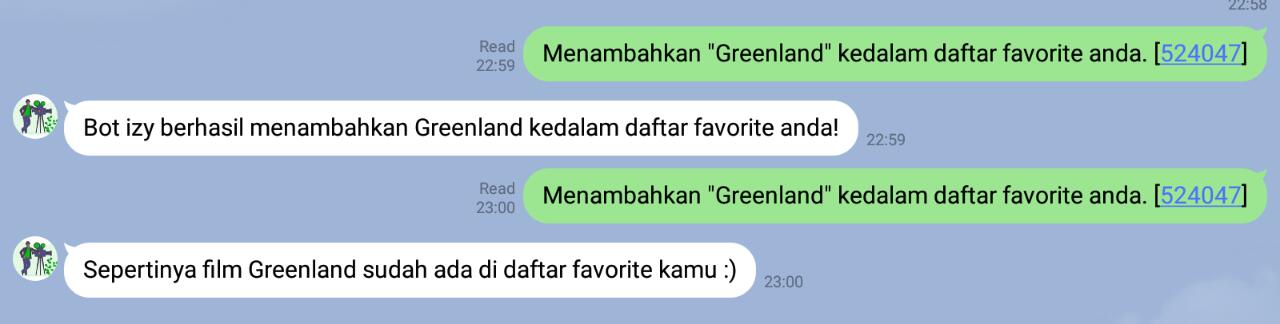 22:58
Read
22:59
Menambahkan "Greenland" kedalam daftar favorite anda. [524047]
Bot izy berhasil menambahkan Greenland kedalam daftar favorite anda!
22:59
Read
23:00
Menambahkan "Greenland" kedalam daftar favorite anda. [524047]
Sepertinya film Greenland sudah ada di daftar favorite kamu :)
23:00